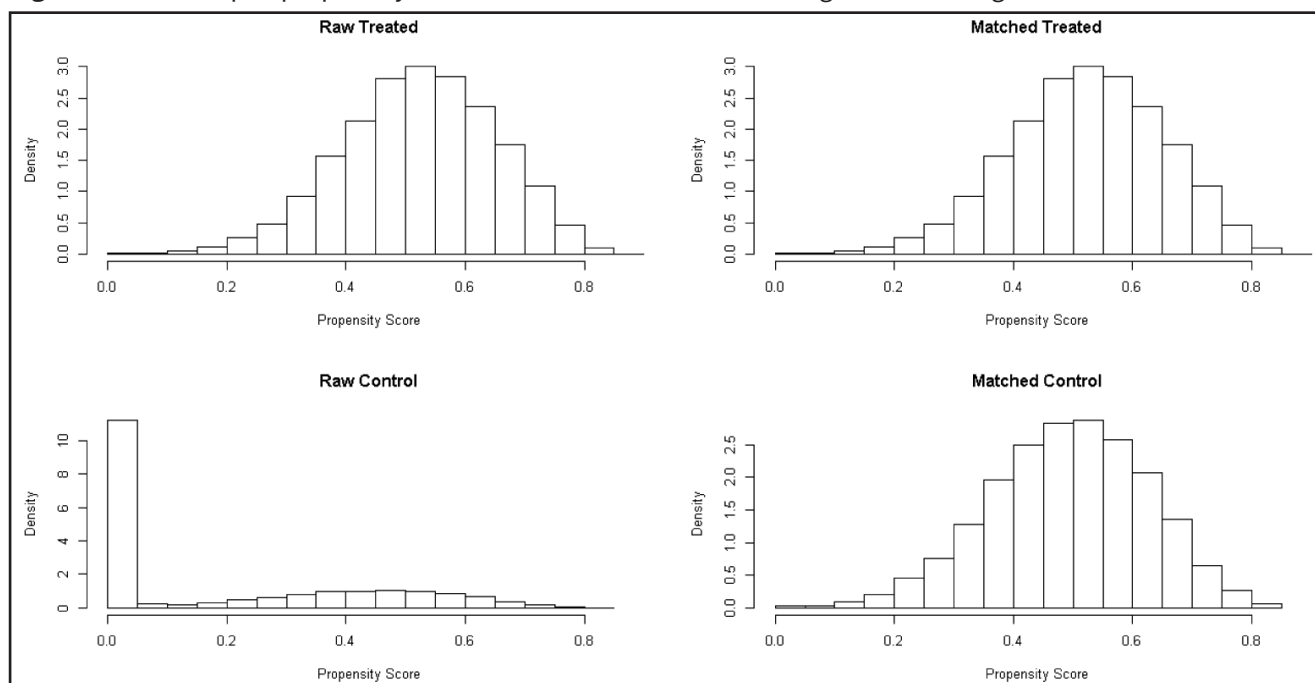 Raw Treated
Density
0.0 0.5 1.0 1.5 2.0 2.5 3.0
0.0 0.2 0.4 0.6 0.8
Propensity Score
Matched Treated
Density
0.0 0.5 1.0 1.5 2.0 2.5 3.0
0.0 0.2 0.4 0.6 0.8
Propensity Score
Raw Control
Density
0 2 4 6 8 10
0.0 0.2 0.4 0.6 0.8
Propensity Score
Matched Control
Density
0.0 0.5 1.0 1.5 2.0 2.5
0.0 0.2 0.4 0.6 0.8
Propensity Score